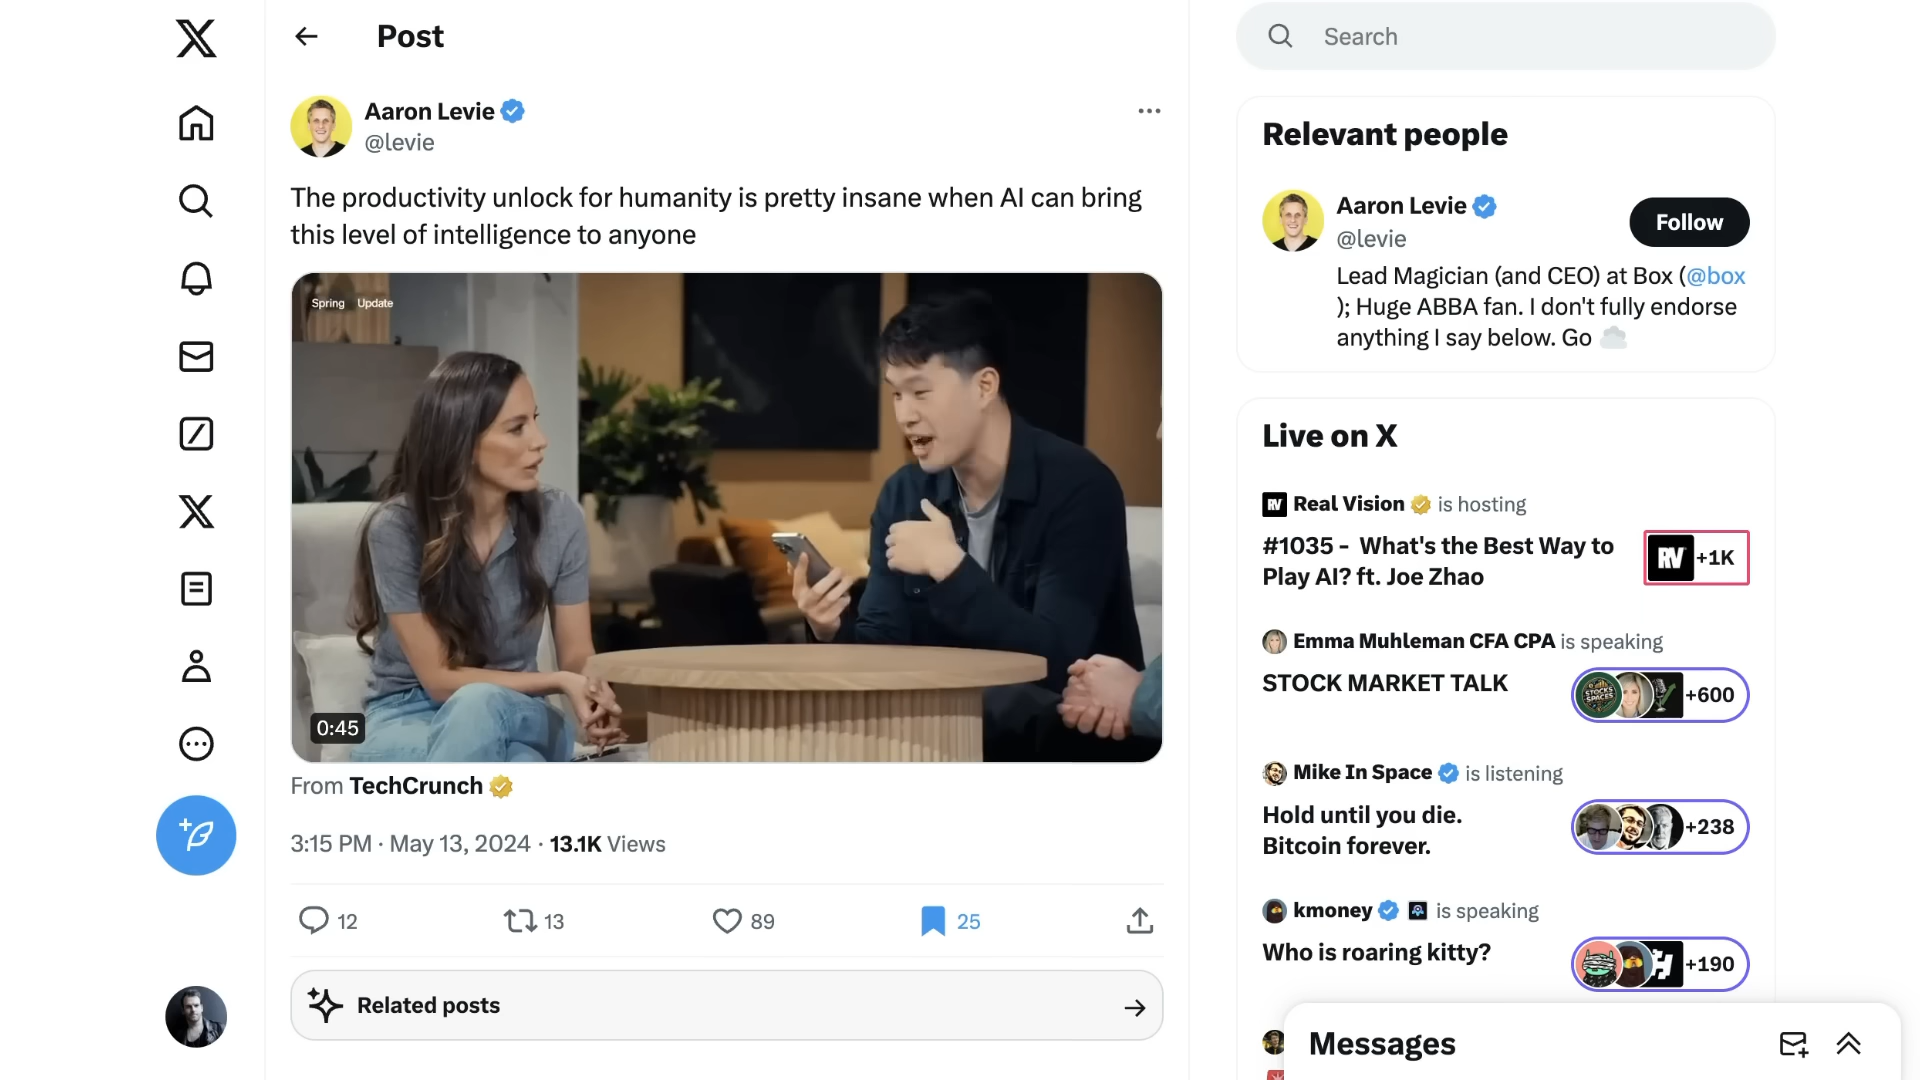 Post
Search
Aaron Levie
@levie
The productivity unlock for humanity is pretty insane when AI can bring
this level of intelligence to anyone
Spring Update
0:45
From TechCrunch
3:15 PM · May 13, 2024 · 13.1K Views
12
13
89
25
Related posts
Relevant people
Aaron Levie
@levie
Follow
Lead Magician (and CEO) at Box (@box
); Huge ABBA fan. I don't fully endorse
anything I say below. Go
Live on X
RV Real Vision is hosting
#1035 - What's the Best Way to
Play AI? ft. Joe Zhao
RV +1K
Emma Muhleman CFA CPA is speaking
STOCK MARKET TALK
STOCKS
SPACES
+600
Mike In Space is listening
Hold until you die.
Bitcoin forever.
+238
kmoney is speaking
Who is roaring kitty?
+190
Messages